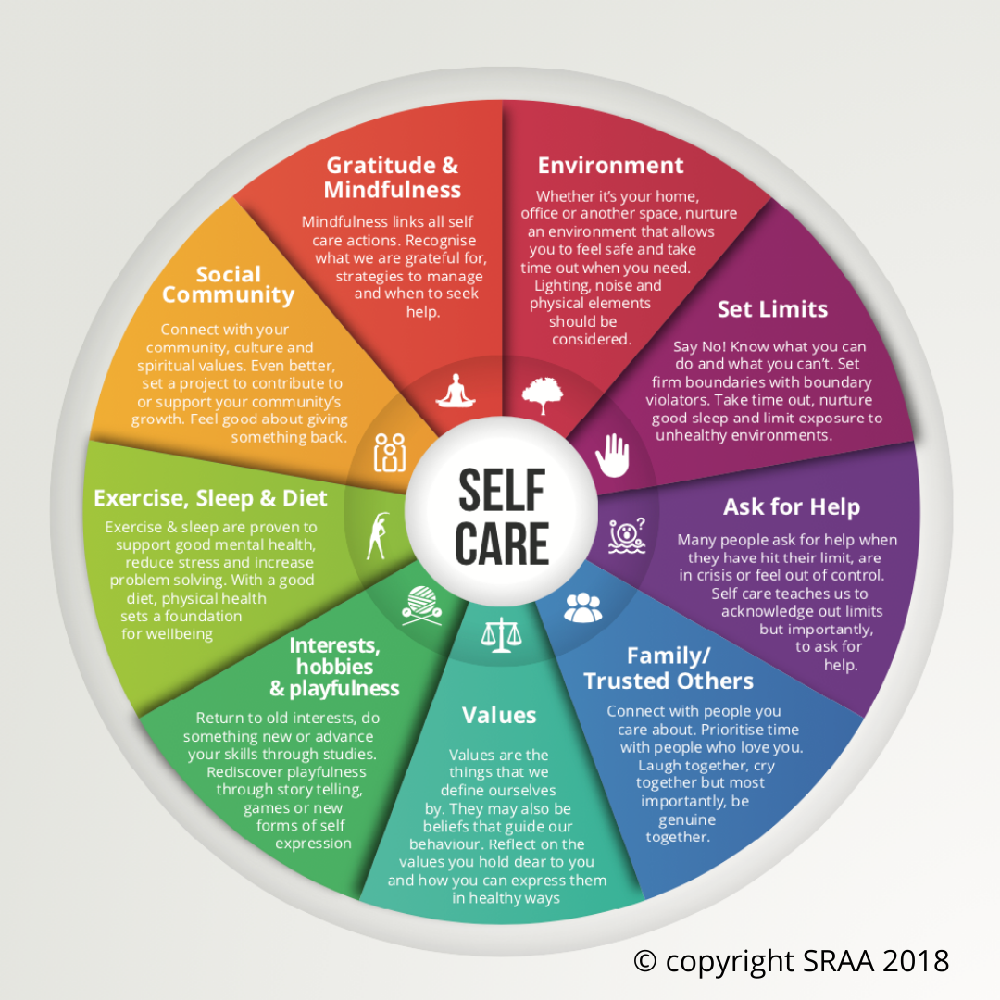 Gratitude &
Mindfulness
Mindfulness links all self
care actions. Recognise
what we are grateful for,
strategies to manage
and when to seek
help.
Environment
Whether it’s your home,
office or another space, nurture
an environment that allows
you to feel safe and take
time out when you need.
Lighting, noise and
physical elements
should be
considered.
Set Limits
Say No! Know what you can
do and what you can’t. Set
firm boundaries with boundary
violators. Take time out, nurture
good sleep and limit exposure to
unhealthy environments.
Ask for Help
Many people ask for help when
they have hit their limit, are
in crisis or feel out of control.
Self care teaches us to
acknowledge out limits
but importantly,
to ask for
help.
Family/
Trusted Others
Connect with people you
care about. Prioritise time
with people who love you.
Laugh together, cry
together but most
importantly, be
genuine
together.
Values
Values are the
things that we
define ourselves
by. They may also be
beliefs that guide our
behaviour. Reflect on the
values you hold dear to you
and how you can express them
in healthy ways
Interests,
hobbies
& playfulness
Return to old interests, do
something new or advance
your skills through studies.
Rediscover playfulness
through story telling,
games or new
forms of self
expression
Exercise, Sleep & Diet
Exercise & sleep are proven to
support good mental health,
reduce stress and increase
problem solving. With a good
diet, physical health
sets a foundation
for wellbeing
Social
Community
Connect with your
community, culture and
spiritual values. Even better,
set a project to contribute to
or support your community’s
growth. Feel good about giving
something back.
SELF
CARE
?
© copyright SRAA 2018